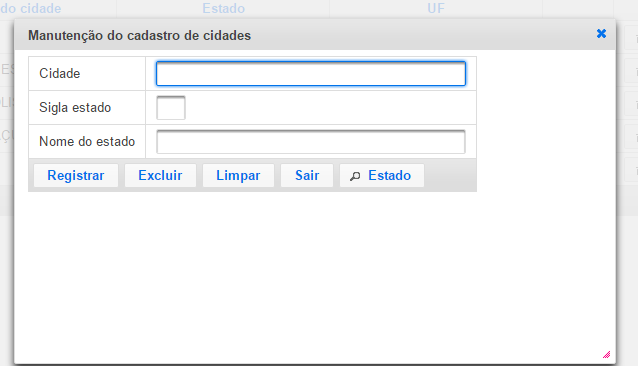 do cidade Estado UF
Manutenção do cadastro de cidades
Cidade
Sigla estado
Nome do estado
Registrar Excluir Limpar Sair Estado